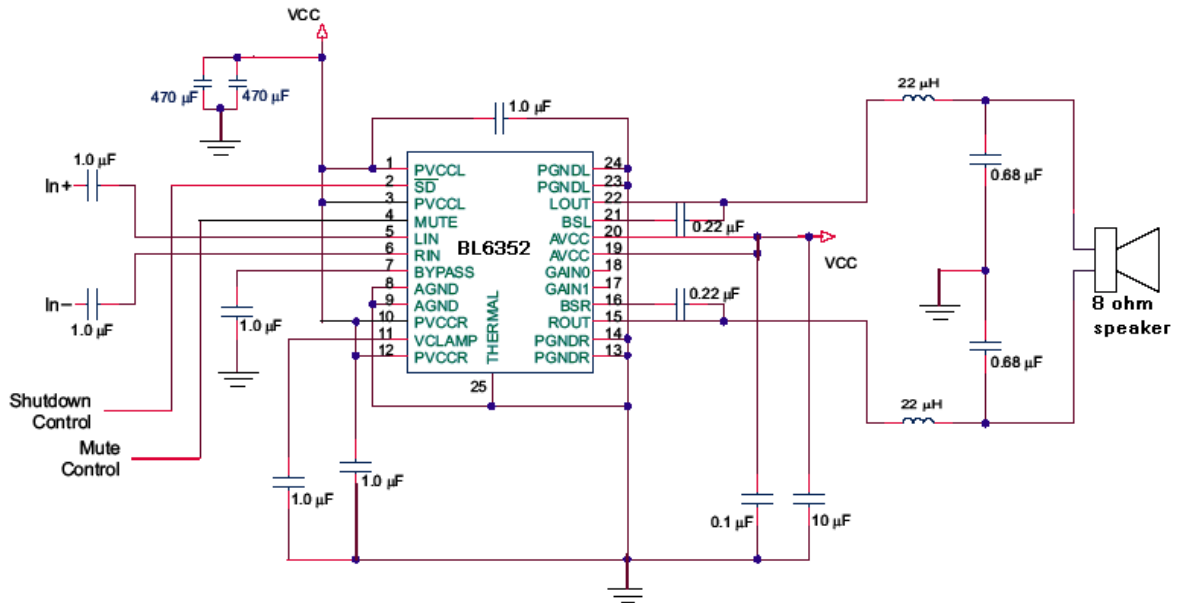 VCC
470 µF
470 µF
1.0 µF
1.0 µF
In+
In−
1.0 µF
1.0 µF
1.0 µF
1.0 µF
Shutdown
Control
Mute
Control
BL6352
1 PVCCL
2 SD
3 PVCCL
4 MUTE
5 LIN
6 RIN
7 BYPASS
8 AGND
9 AGND
10 PVCCR
11 VCLAMP
12 PVCCR
THERMAL
25
PGNDL 24
PGNDL 23
LOUT 22
BSL 21
AVCC 20
AVCC 19
GAIN0 18
GAIN1 17
BSR 16
ROUT 15
PGNDR 14
PGNDR 13
0.22 µF
0.22 µF
VCC
0.1 µF
10 µF
22 µH
0.68 µF
0.68 µF
22 µH
8 ohm
speaker